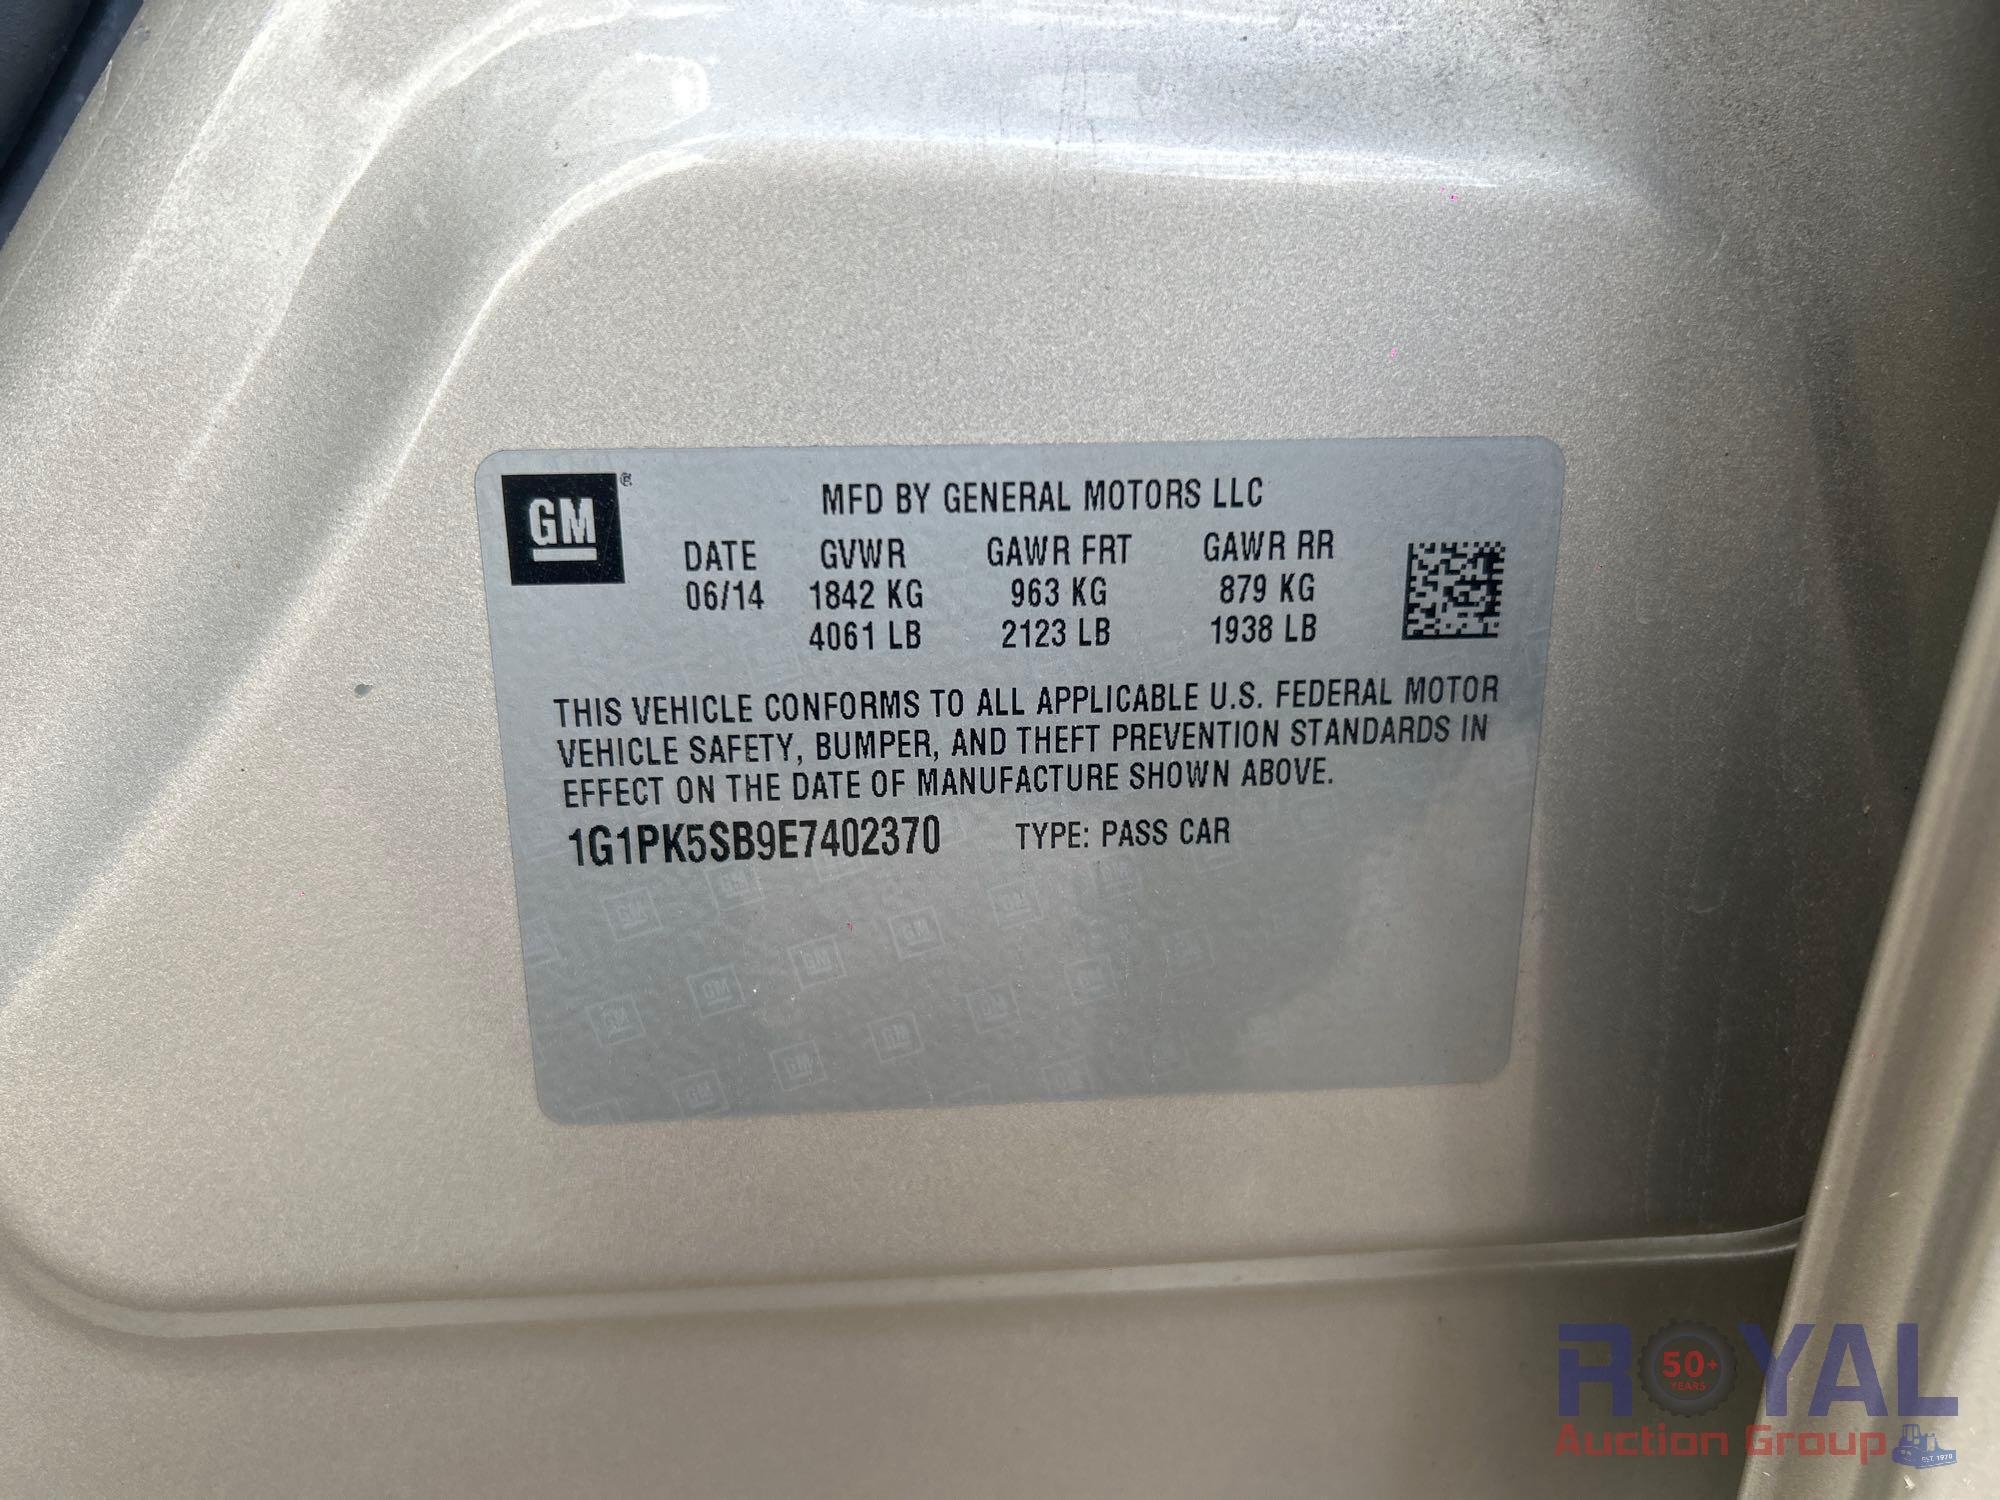 GM
MFD BY GENERAL MOTORS LLC
DATE GVWR GAWR FRT GAWR RR
06/14 1842 KG 963 KG 879 KG
4061 LB 2123 LB 1938 LB
THIS VEHICLE CONFORMS TO ALL APPLICABLE U.S. FEDERAL MOTOR
VEHICLE SAFETY, BUMPER, AND THEFT PREVENTION STANDARDS IN
EFFECT ON THE DATE OF MANUFACTURE SHOWN ABOVE.
1G1PK5SB9E7402370 TYPE: PASS CAR
ROYAL
50+
YEARS
Auction Group
EST. 1970